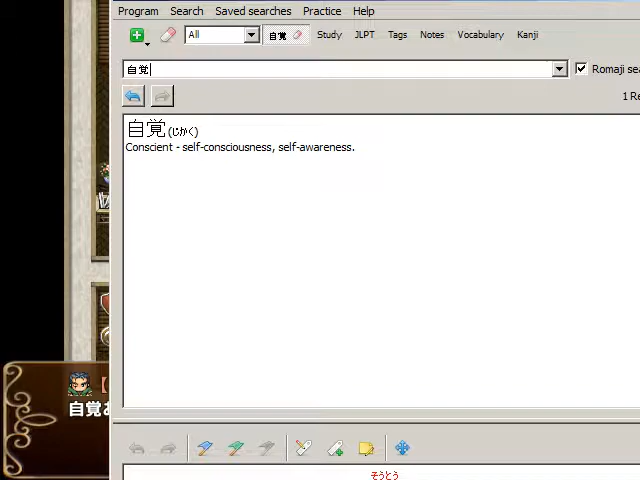 Program Search Saved searches Practice Help
All 自覚 Study JLPT Tags Notes Vocabulary Kanji
自覚 Romaji sea
1 Re
自覚 (じかく)
Conscient - self-consciousness, self-awareness.
【
自覚あ
そうとう